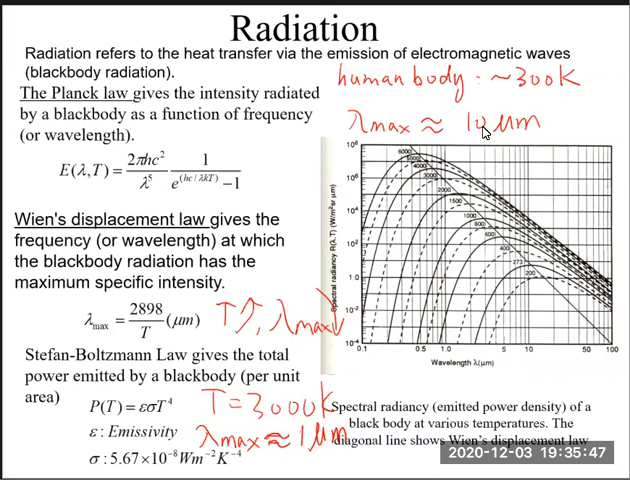 Radiation
Radiation refers to the heat transfer via the emission of electromagnetic waves
(blackbody radiation).
human body : ~300K
The Planck law gives the intensity radiated
by a blackbody as a function of frequency
(or wavelength).
λmax ≈ 10 μm
E(λ,T) = 2πhc² / λ⁵ 1 / e^(hc/λkT) − 1
Wien's displacement law gives the
frequency (or wavelength) at which
the blackbody radiation has the
maximum specific intensity.
λmax = 2898 / T (μm)
T↑, λmax↓
Stefan-Boltzmann Law gives the total
power emitted by a blackbody (per unit
area)
P(T) = εσT⁴
ε : Emissivity
σ : 5.67×10⁻⁸ Wm⁻²K⁻⁴
T = 3000K
λmax ≈ 1 μm
Spectral radiancy R(λ,T) (W/m²sr μm)
10⁸
10⁶
10⁴
10²
1.0
10⁻²
10⁻⁴
6000
5000
4000
3000
2000
1500
1000
800
600
400
273
200
0.1 0.5 1.0 5 10 50 100
Wavelength λ(μm)
Spectral radiancy (emitted power density) of a
black body at various temperatures. The
diagonal line shows Wien's displacement law
2020-12-03 19:35:47